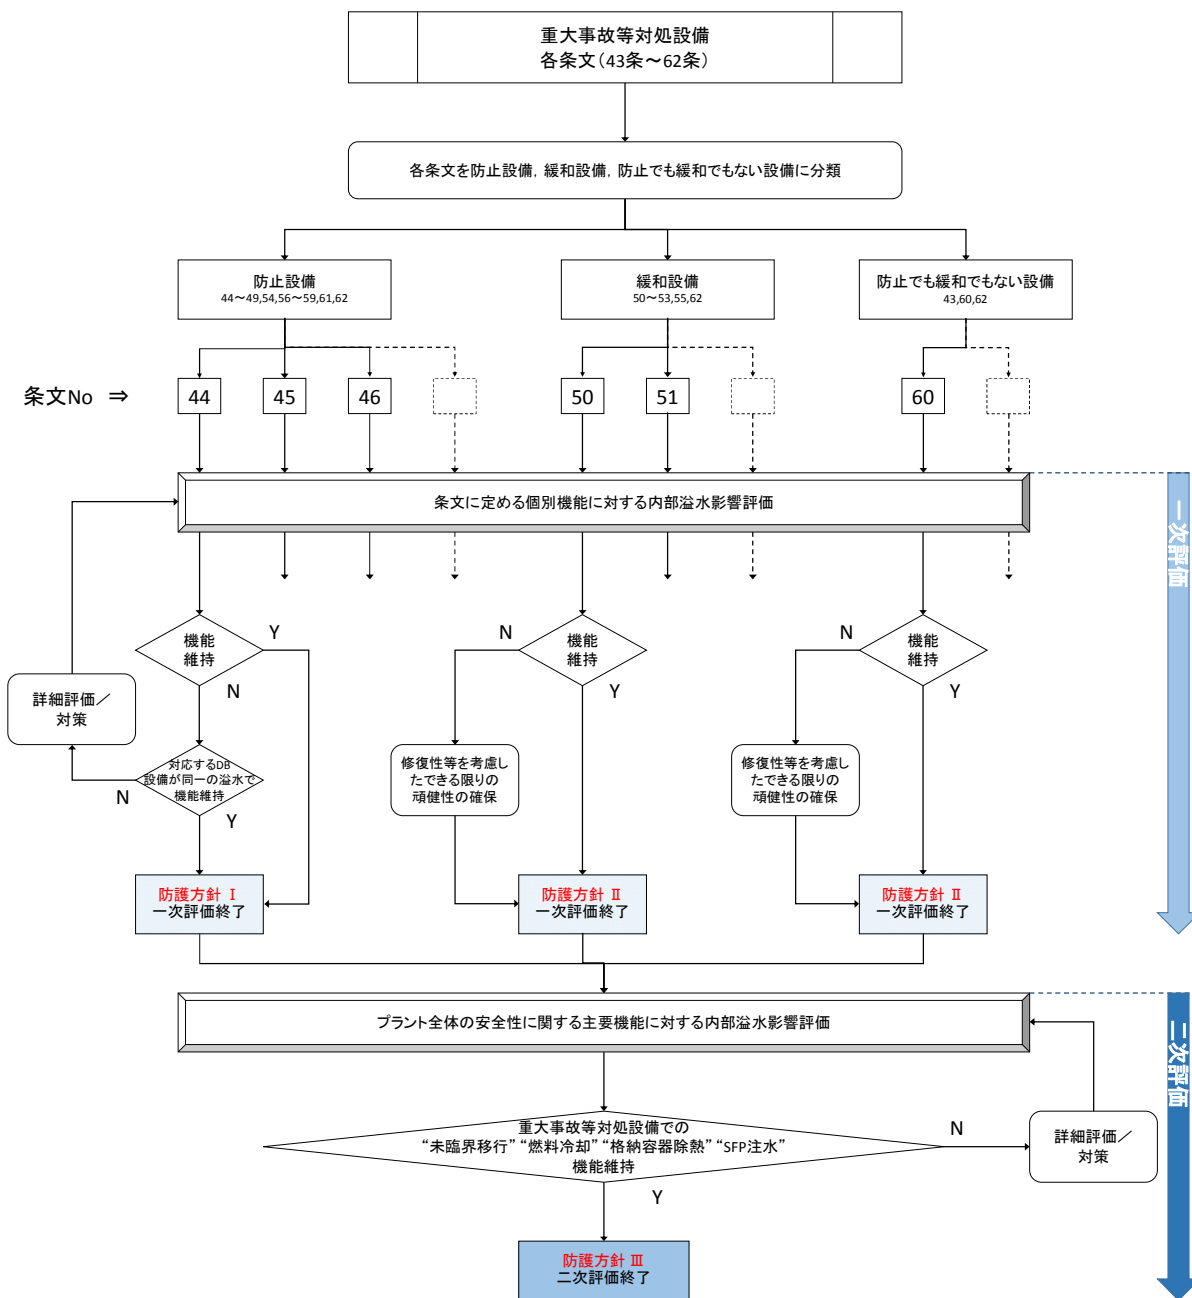 重大事故等対処設備
各条文(43条～62条)
各条文を防止設備，緩和設備，防止でも緩和でもない設備に分類
防止設備
44～49,54,56～59,61,62
緩和設備
50～53,55,62
防止でも緩和でもない設備
43,60,62
条文No ⇒
44
45
46
50
51
60
条文に定める個別機能に対する内部溢水影響評価
一次評価
機能
維持
Y
N
機能
維持
N
Y
機能
維持
N
Y
詳細評価／
対策
対応するDB
設備が同一の溢水で
機能維持
N
Y
修復性等を考慮し
たできる限りの
頑健性の確保
修復性等を考慮し
たできる限りの
頑健性の確保
防護方針 Ⅰ
一次評価終了
防護方針 Ⅱ
一次評価終了
防護方針 Ⅱ
一次評価終了
プラント全体の安全性に関する主要機能に対する内部溢水影響評価
二次評価
重大事故等対処設備での
“未臨界移行” “燃料冷却” “格納容器除熱” “SFP注水”
機能維持
N
Y
詳細評価／
対策
防護方針 Ⅲ
二次評価終了